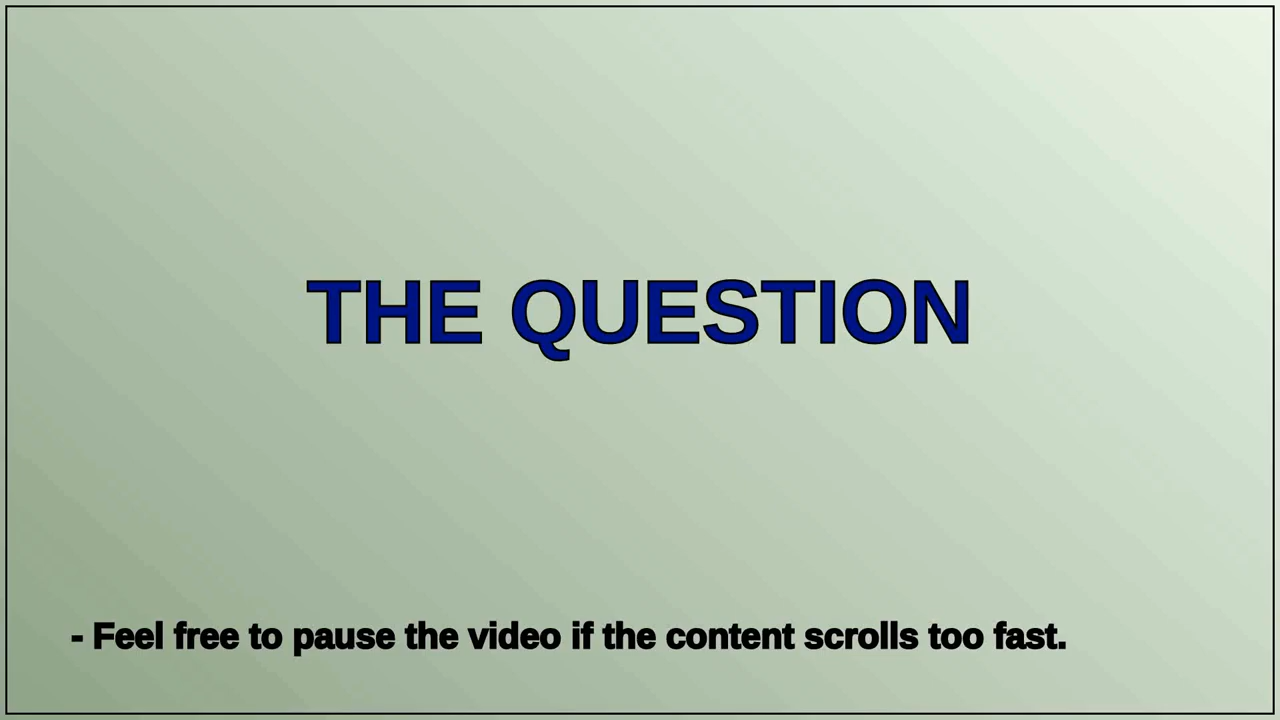 THE QUESTION
- Feel free to pause the video if the content scrolls too fast.